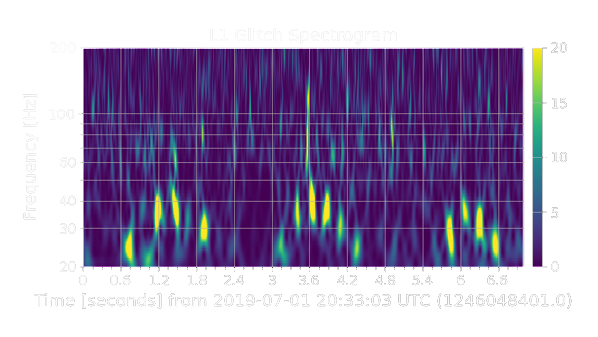 L1 Glitch Spectrogram
Frequency [Hz]
200
100
60
40
30
20
0 0.6 1.2 1.8 2.4 3 3.6 4.2 4.8 5.4 6 6.6
20
15
10
5
0
Time [seconds] from 2019-07-01 20:33:03 UTC (1246048401.0)